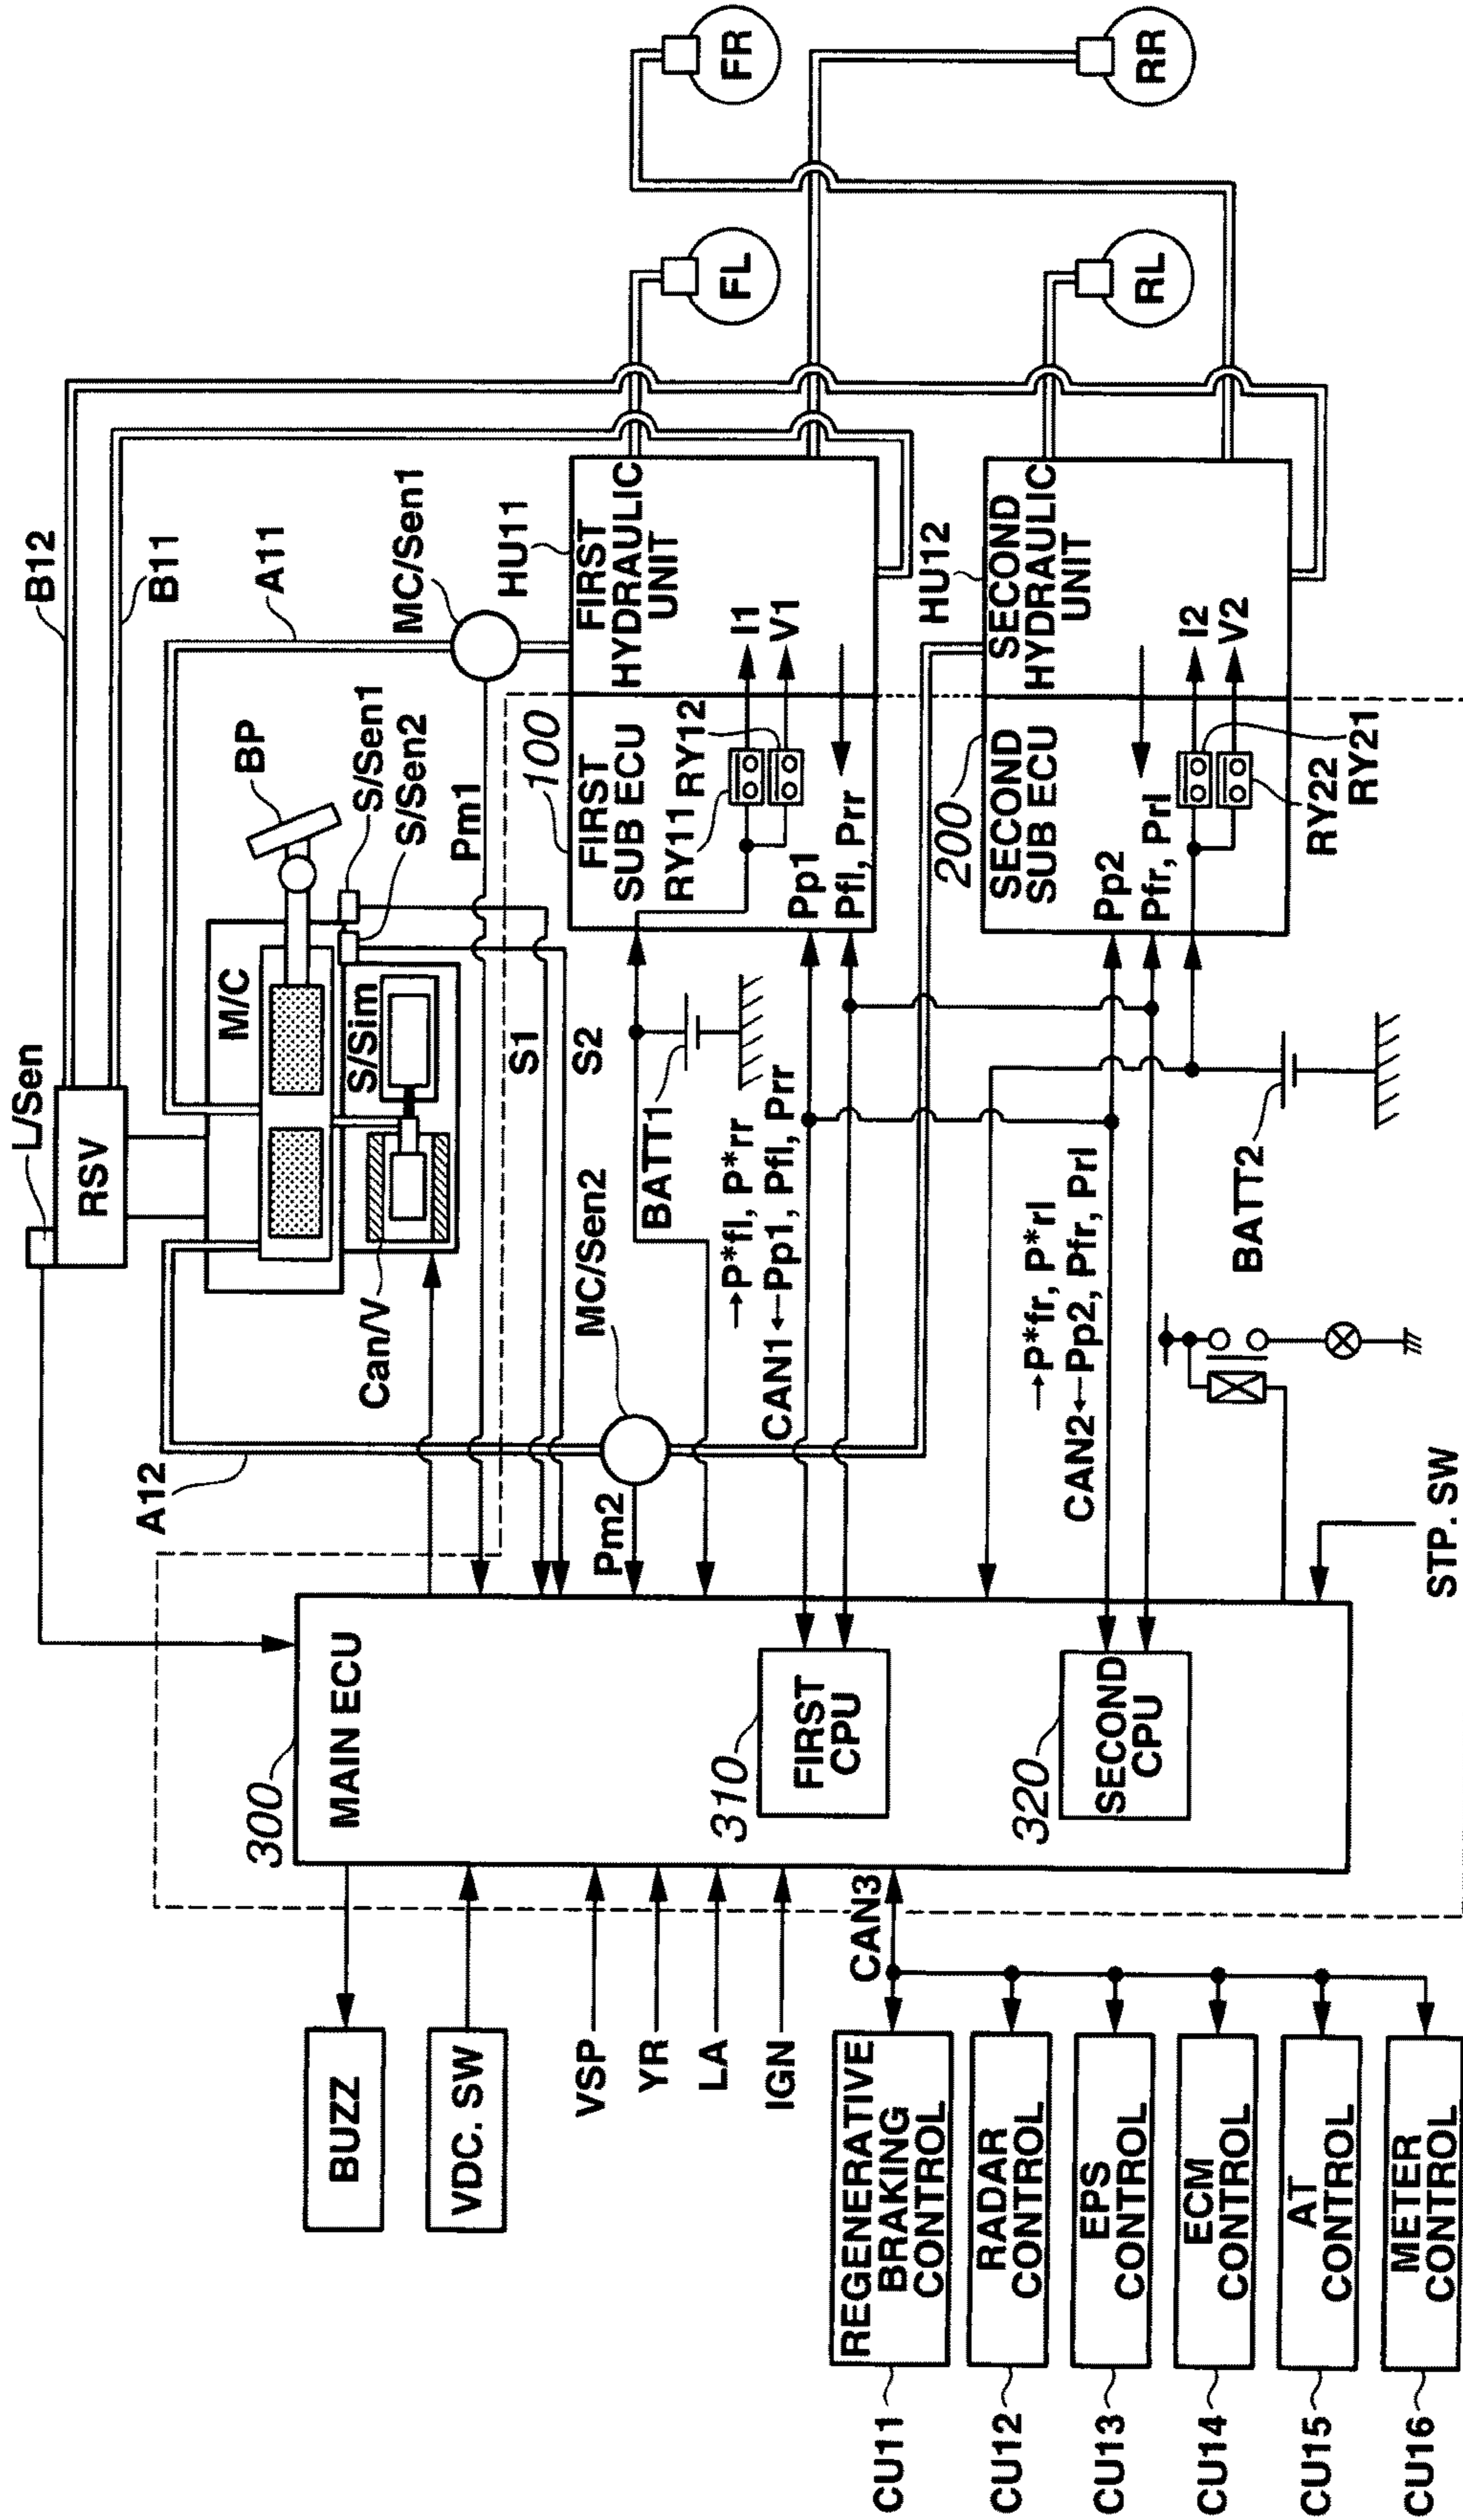 L/Sen
RSV
B12
B11
A11
A12
M/C
BP
S/Sim
S/Sen1
S/Sen2
Can/V
MC/Sen1
MC/Sen2
Pm1
Pm2
S1
S2
HU11
FIRST
HYDRAULIC
UNIT
100
FIRST
SUB ECU
RY11
RY12
I1
V1
Pp1
Pfl, Prr
FL
FR
HU12
SECOND
HYDRAULIC
UNIT
200
SECOND
SUB ECU
Pp2
Pfr, Prl
I2
V2
RY22
RY21
RL
RR
BATT1
→P*fl, P*rr
CAN1←Pp1, Pfl, Prr
→P*fr, P*rl
CAN2←Pp2, Pfr, Prl
BATT2
STP. SW
300
MAIN ECU
310
FIRST
CPU
320
SECOND
CPU
BUZZ
VDC. SW
VSP
YR
LA
IGN
CAN3
REGENERATIVE
BRAKING
CONTROL
CU11
RADAR
CONTROL
CU12
EPS
CONTROL
CU13
ECM
CONTROL
CU14
AT
CONTROL
CU15
METER
CONTROL
CU16